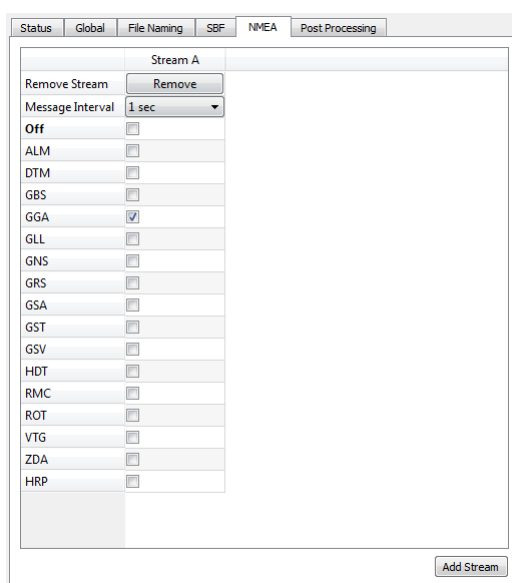 Status Global File Naming SBF NMEA Post Processing
Stream A
Remove Stream Remove
Message Interval 1 sec
Off
ALM
DTM
GBS
GGA
GLL
GNS
GRS
GSA
GST
GSV
HDT
RMC
ROT
VTG
ZDA
HRP
Add Stream